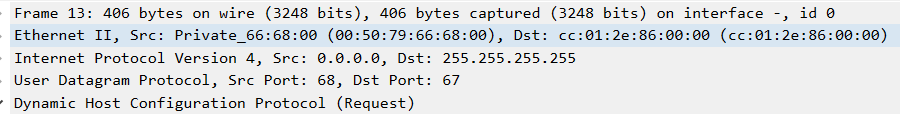 Frame 13: 406 bytes on wire (3248 bits), 406 bytes captured (3248 bits) on interface -, id 0
Ethernet II, Src: Private_66:68:00 (00:50:79:66:68:00), Dst: cc:01:2e:86:00:00 (cc:01:2e:86:00:00)
Internet Protocol Version 4, Src: 0.0.0.0, Dst: 255.255.255.255
User Datagram Protocol, Src Port: 68, Dst Port: 67
Dynamic Host Configuration Protocol (Request)